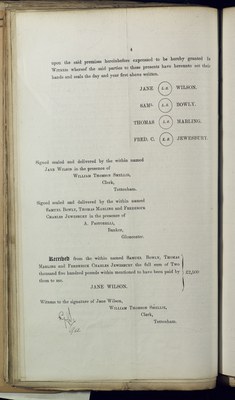 4
upon the said premises hereinbefore expressed to be hereby granted In
Witness whereof the said parties to these presents have hereunto set their
hands and seals the day and year first above written.
JANE L.S. WILSON.
SAML. L.S. BOWLY.
THOMAS L.S. MARLING.
FRED. C. L.S. JEWESBURY.
Signed sealed and delivered by the within named
JANE WILSON in the presence of
WILLIAM THOMSON
Clerk,
Tottenham.
Signed sealed and delivered by the within named
SAMUEL BOWLY, THOMAS MARLING and FREDERICK
CHARLES JEWESBURY in the presence of
A.
Banker,
Gloucester.
Received from the within named SAMUEL BOWLY, THOMAS
MARLING and FREDERICK CHARLES JEWESBURY the full sum of Two
thousand five hundred pounds within mentioned to have been paid by
them to me.
£2,500
JANE WILSON.
Witness to the signature of Jane Wilson,
WILLIAM THOMSON
Clerk,
Tottenham.